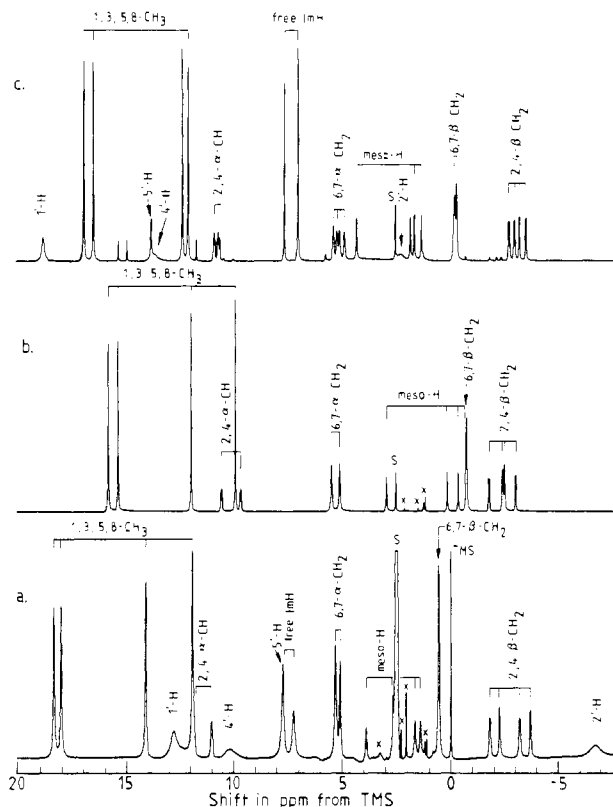 1,3,5,8-CH3
free ImH
c.
1'-H
5'-H
4'-H
2,4-α-CH
6,7-α CH2
meso-H
S
2'-H
6,7-β CH2
2,4-β-CH2
1,3 5,8-CH3
b.
2,4-α-CH
6,7-α-CH2
S
x
x
x
meso-H
6,7-β-CH2
2,4-β-CH2
1,3,5,8-CH3
a.
1'-H
2,4 α-CH
4'-H
5'-H
free ImH
6,7-α-CH2
meso-H
x
S
x
x
x
6,7-β-CH2
TMS
2,4 β-CH2
2'-H
20 15 10 5 0 -5
Shift in ppm from TMS